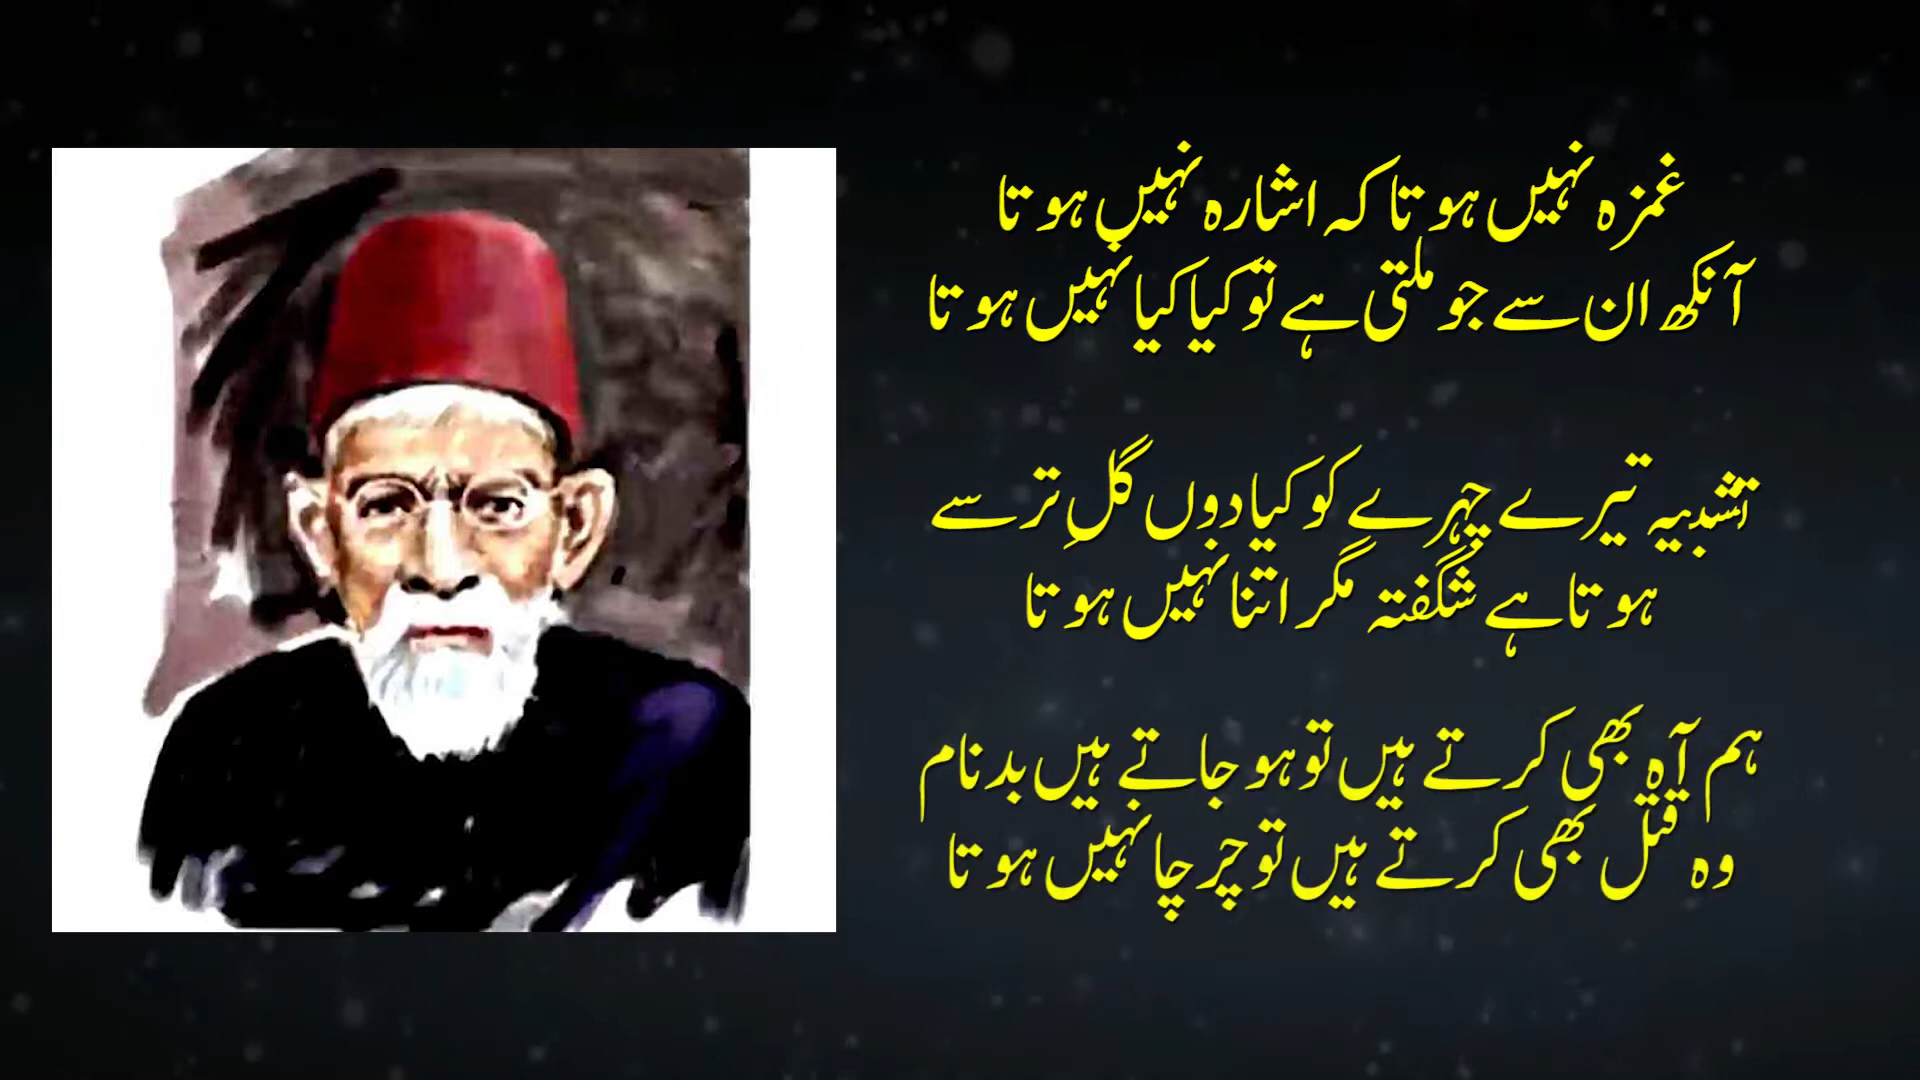 غمزہ نہیں ہوتا کہ اشارہ نہیں ہوتا
آنکھ ان سے جو ملتی ہے تو کیا کیا نہیں ہوتا
تشبیہ تیرے چہرے کو کیا دوں گلِ تر سے
ہوتا ہے شگفتہ مگر اتنا نہیں ہوتا
ہم آہ بھی کرتے ہیں تو ہو جاتے ہیں بدنام
وہ قتل بھی کرتے ہیں تو چرچا نہیں ہوتا